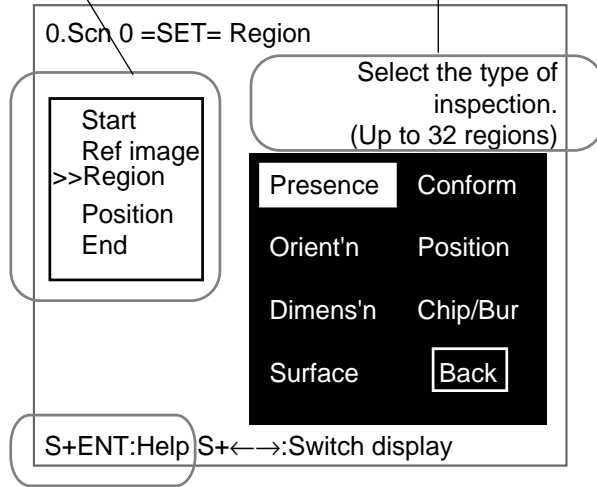 0.Scn 0 =SET= Region
Select the type of
inspection.
(Up to 32 regions)
Start
Ref image
>>Region
Position
End
Presence Conform
Orient'n Position
Dimens'n Chip/Bur
Surface Back
S+ENT:Help S+←→:Switch display